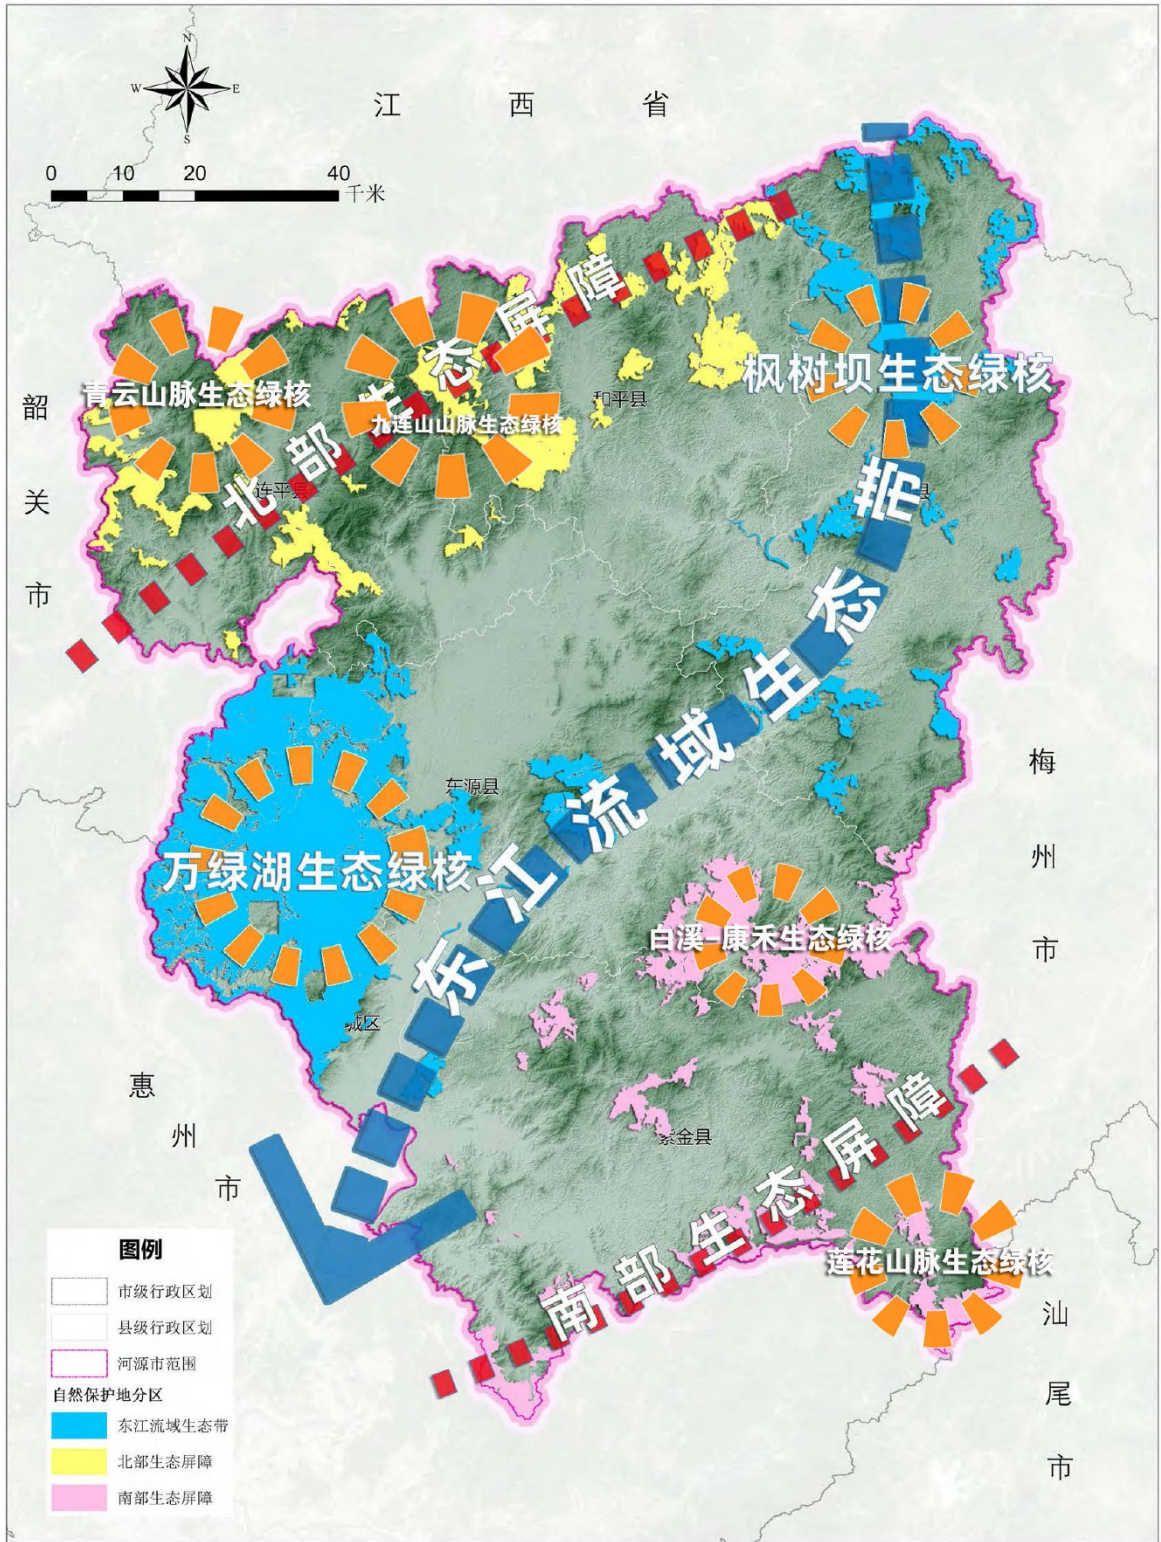 N
W
E
S
江西省
0 10 20 40
千米
韶关市
北部生态屏障
青云山脉生态绿核
九连山山脉生态绿核
枫树坝生态绿核
和平县
连平县
县
东江流域生态带
东源县
万绿湖生态绿核
梅州市
白溪-康禾生态绿核
城区
惠州市
紫金县
南部生态屏障
莲花山脉生态绿核
汕尾市
图例
市级行政区划
县级行政区划
河源市范围
自然保护地分区
东江流域生态带
北部生态屏障
南部生态屏障